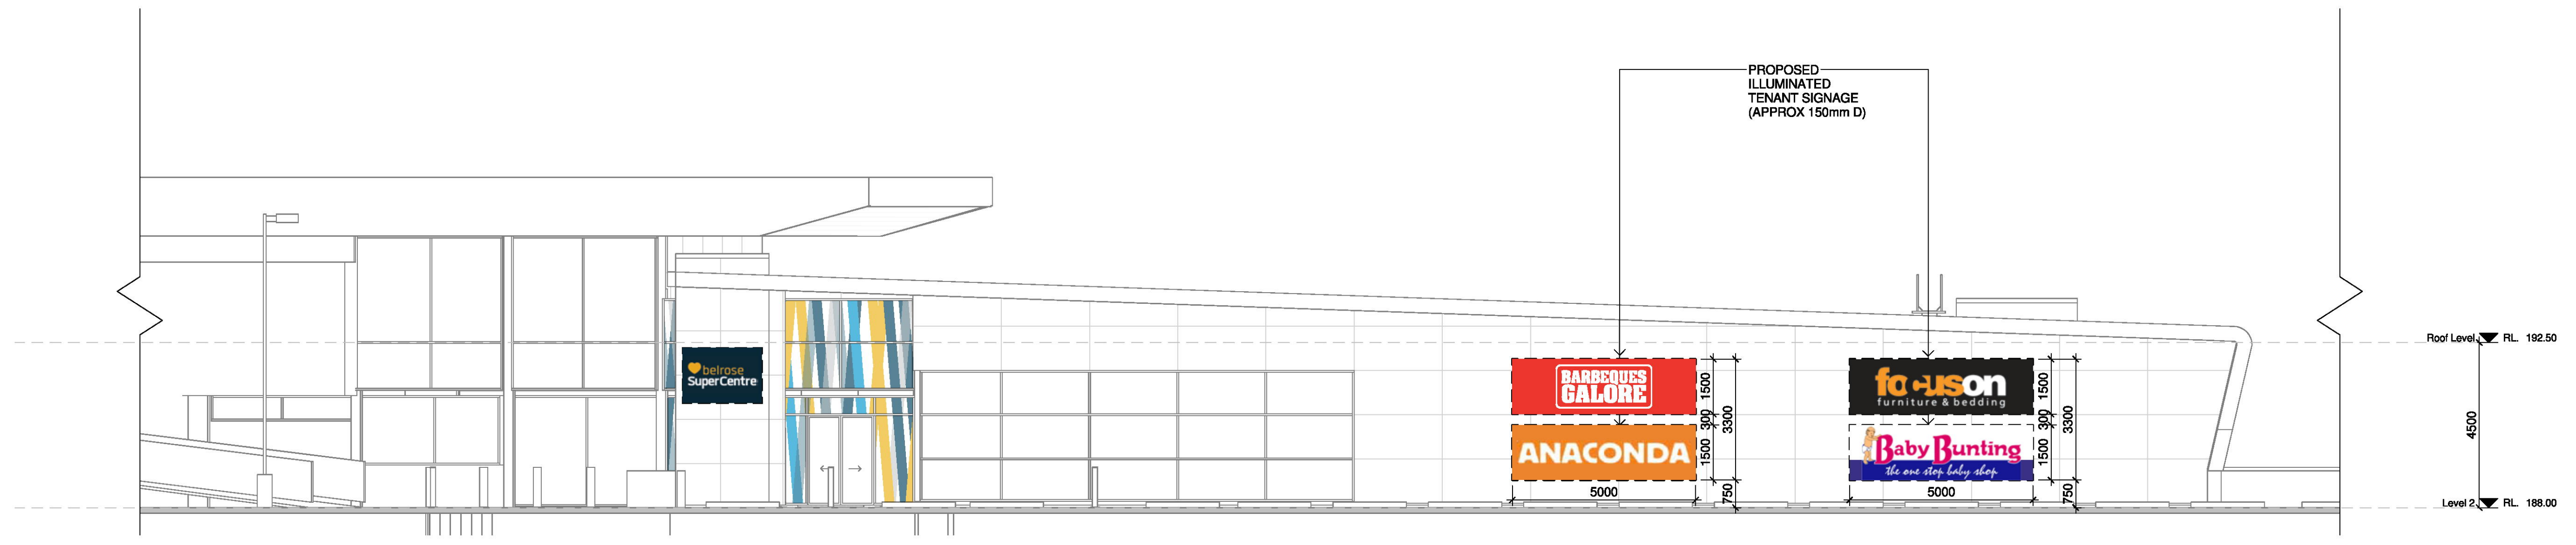 PROPOSED
ILLUMINATED
TENANT SIGNAGE
(APPROX 150mm D)
Roof Level RL. 192.50
belrose
SuperCentre
BARBEQUES
GALORE
1500
3300
300
ANACONDA
1500
5000
750
focuson
furniture & bedding
1500
3300
300
Baby Bunting
the one stop baby shop
1500
5000
750
4500
Level 2 RL. 188.00